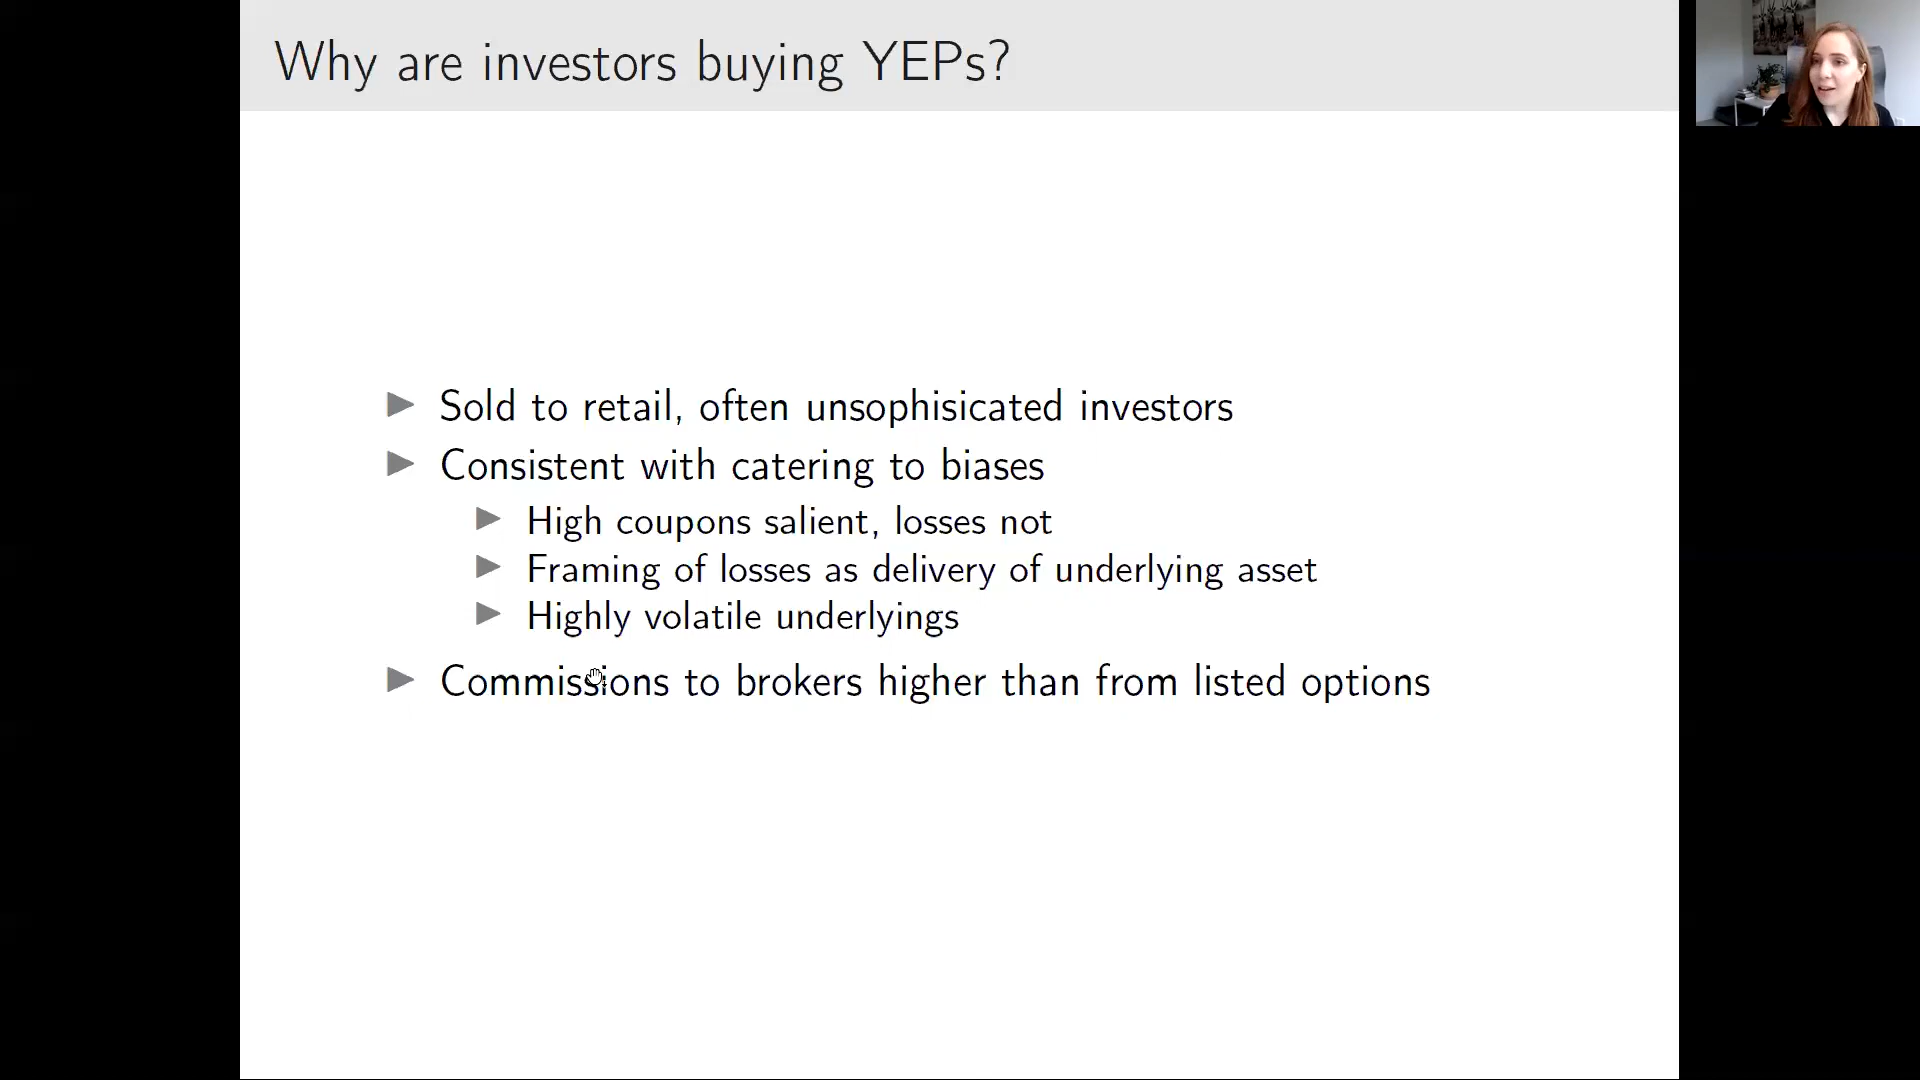 Why are investors buying YEPs?
Sold to retail, often unsophisicated investors
Consistent with catering to biases
High coupons salient, losses not
Framing of losses as delivery of underlying asset
Highly volatile underlyings
Commissions to brokers higher than from listed options